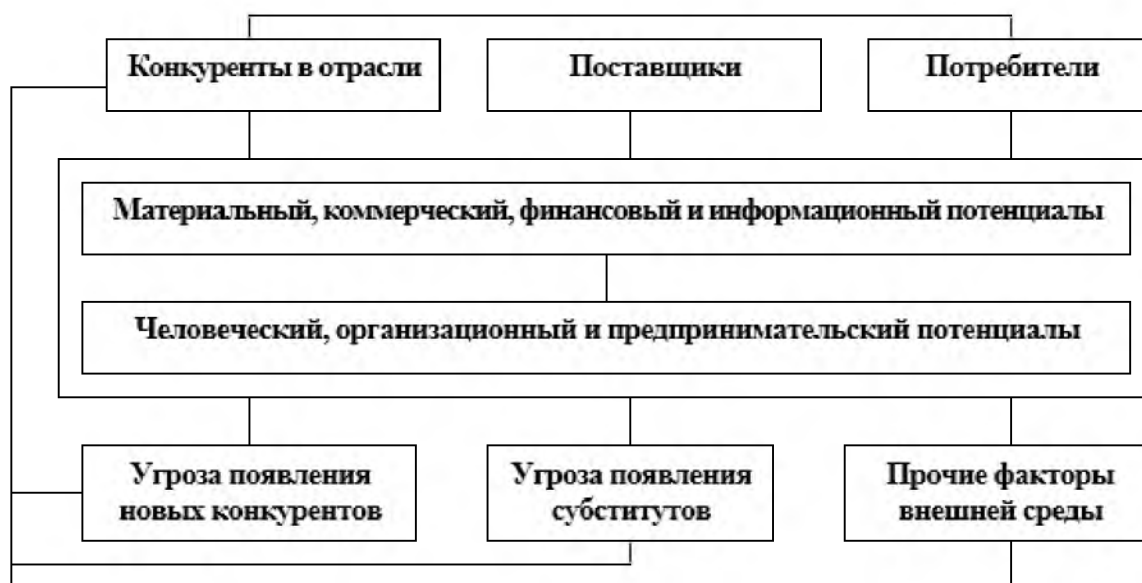 Конкуренты в отрасли
Поставщики
Потребители
Материальный, коммерческий, финансовый и информационный потенциалы
Человеческий, организационный и предпринимательский потенциалы
Угроза появления
новых конкурентов
Угроза появления
субститутов
Прочие факторы
внешней среды